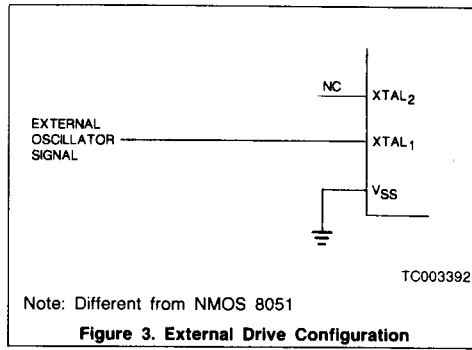 NC
XTAL2
EXTERNAL
OSCILLATOR
SIGNAL
XTAL1
VSS
TC003392
Note: Different from NMOS 8051
Figure 3. External Drive Configuration